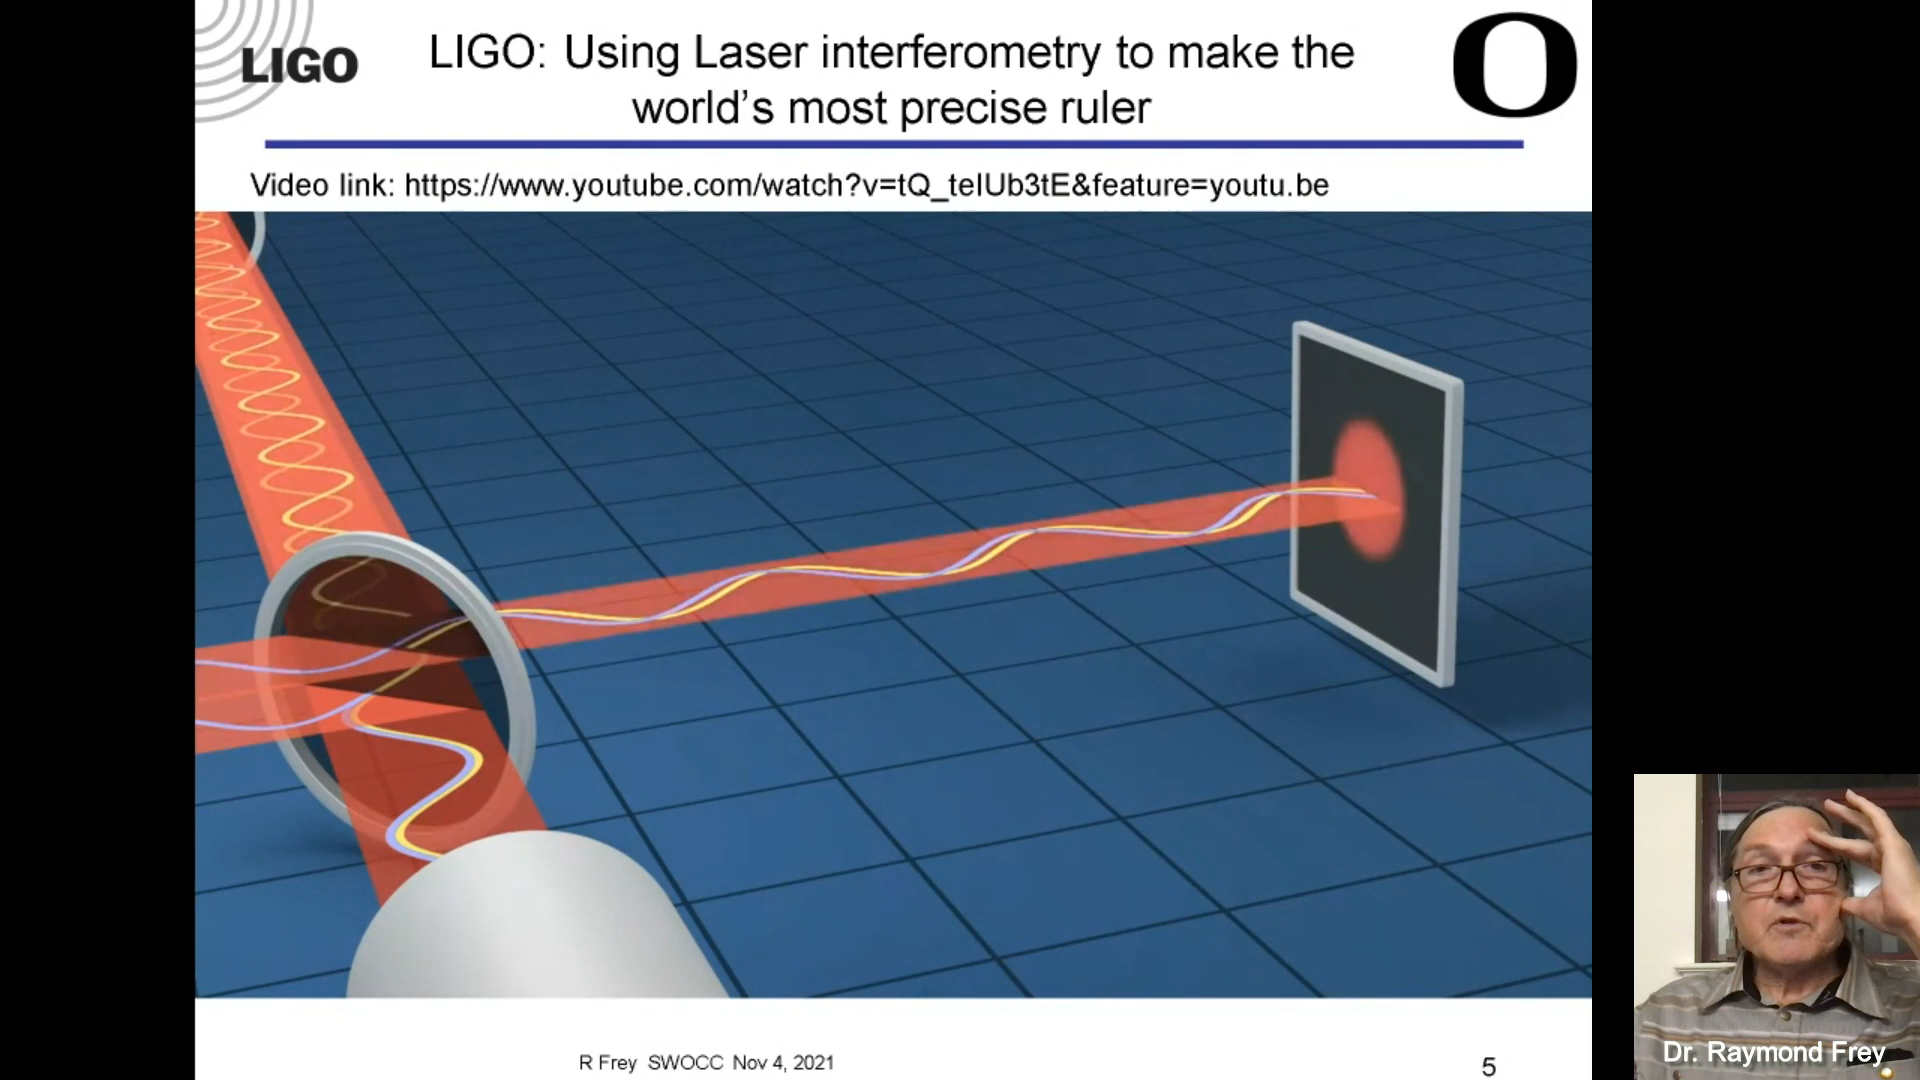 LIGO
LIGO: Using Laser interferometry to make the
world's most precise ruler
Video link: https://www.youtube.com/watch?v=tQ_teIUb3tE&feature=youtu.be
R Frey SWOCC Nov 4, 2021
5
Dr. Raymond Frey